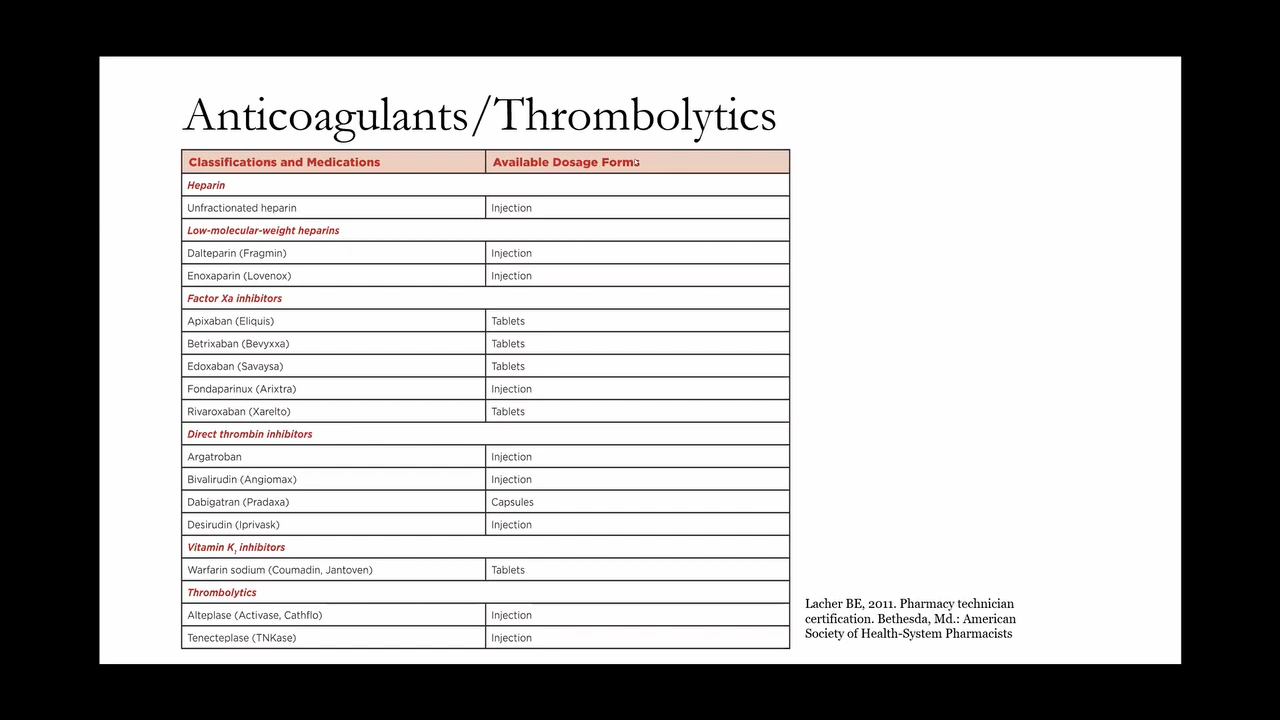 Anticoagulants/Thrombolytics
Classifications and Medications Available Dosage Forms
Heparin
Unfractionated heparin Injection
Low-molecular-weight heparins
Dalteparin (Fragmin) Injection
Enoxaparin (Lovenox) Injection
Factor Xa inhibitors
Apixaban (Eliquis) Tablets
Betrixaban (Bevyxxa) Tablets
Edoxaban (Savaysa) Tablets
Fondaparinux (Arixtra) Injection
Rivaroxaban (Xarelto) Tablets
Direct thrombin inhibitors
Argatroban Injection
Bivalirudin (Angiomax) Injection
Dabigatran (Pradaxa) Capsules
Desirudin (Iprivask) Injection
Vitamin K₁ inhibitors
Warfarin sodium (Coumadin, Jantoven) Tablets
Thrombolytics
Alteplase (Activase, Cathflo) Injection
Tenecteplase (TNKase) Injection
Lacher BE, 2011. Pharmacy technician
certification. Bethesda, Md.: American
Society of Health-System Pharmacists